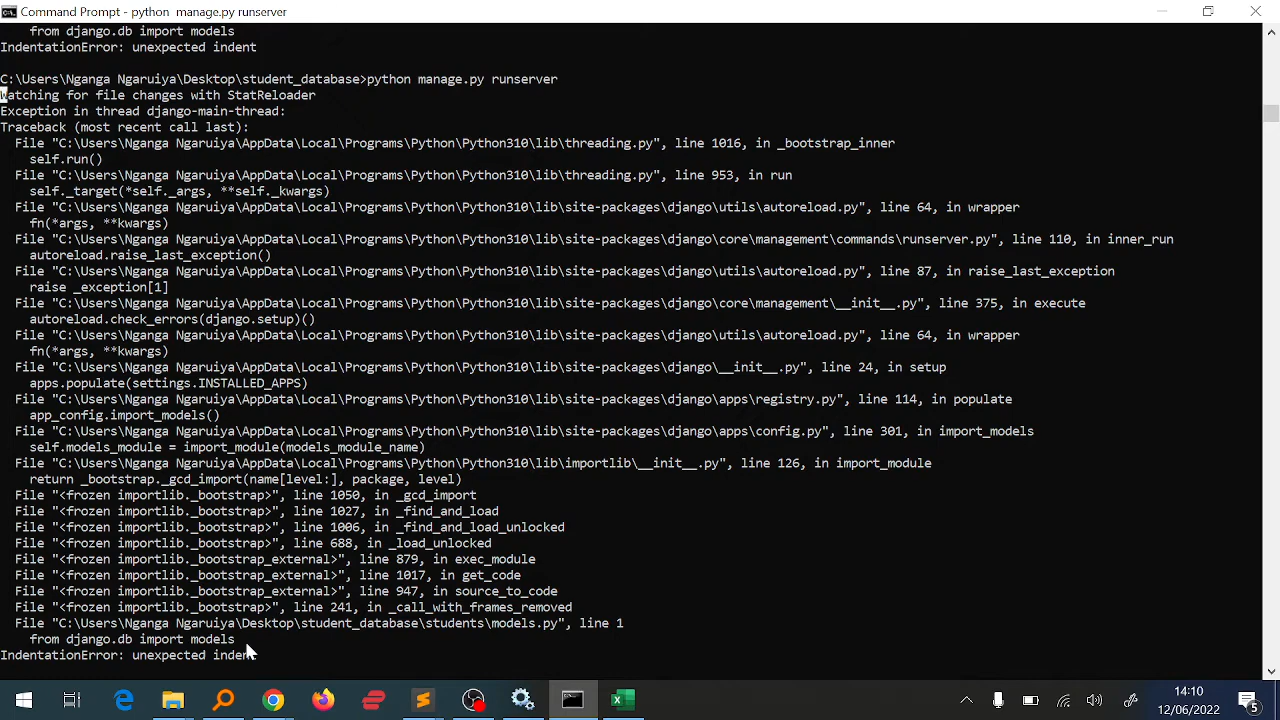 Command Prompt - python  manage.py runserver
from django.db import models
IndentationError: unexpected indent
C:\Users\Nganga Ngaruiya\Desktop\student_database>python manage.py runserver
Watching for file changes with StatReloader
Exception in thread django-main-thread:
Traceback (most recent call last):
File "C:\Users\Nganga Ngaruiya\AppData\Local\Programs\Python\Python310\lib\threading.py", line 1016, in _bootstrap_inner
self.run()
File "C:\Users\Nganga Ngaruiya\AppData\Local\Programs\Python\Python310\lib\threading.py", line 953, in run
self._target(*self._args, **self._kwargs)
File "C:\Users\Nganga Ngaruiya\AppData\Local\Programs\Python\Python310\lib\site-packages\django\utils\autoreload.py", line 64, in wrapper
fn(*args, **kwargs)
File "C:\Users\Nganga Ngaruiya\AppData\Local\Programs\Python\Python310\lib\site-packages\django\core\management\commands\runserver.py", line 110, in inner_run
autoreload.raise_last_exception()
File "C:\Users\Nganga Ngaruiya\AppData\Local\Programs\Python\Python310\lib\site-packages\django\utils\autoreload.py", line 87, in raise_last_exception
raise _exception[1]
File "C:\Users\Nganga Ngaruiya\AppData\Local\Programs\Python\Python310\lib\site-packages\django\core\management\__init__.py", line 375, in execute
autoreload.check_errors(django.setup)()
File "C:\Users\Nganga Ngaruiya\AppData\Local\Programs\Python\Python310\lib\site-packages\django\utils\autoreload.py", line 64, in wrapper
fn(*args, **kwargs)
File "C:\Users\Nganga Ngaruiya\AppData\Local\Programs\Python\Python310\lib\site-packages\django\__init__.py", line 24, in setup
apps.populate(settings.INSTALLED_APPS)
File "C:\Users\Nganga Ngaruiya\AppData\Local\Programs\Python\Python310\lib\site-packages\django\apps\registry.py", line 114, in populate
app_config.import_models()
File "C:\Users\Nganga Ngaruiya\AppData\Local\Programs\Python\Python310\lib\site-packages\django\apps\config.py", line 301, in import_models
self.models_module = import_module(models_module_name)
File "C:\Users\Nganga Ngaruiya\AppData\Local\Programs\Python\Python310\lib\importlib\__init__.py", line 126, in import_module
return _bootstrap._gcd_import(name[level:], package, level)
File "<frozen importlib._bootstrap>", line 1050, in _gcd_import
File "<frozen importlib._bootstrap>", line 1027, in _find_and_load
File "<frozen importlib._bootstrap>", line 1006, in _find_and_load_unlocked
File "<frozen importlib._bootstrap>", line 688, in _load_unlocked
File "<frozen importlib._bootstrap_external>", line 879, in exec_module
File "<frozen importlib._bootstrap_external>", line 1017, in get_code
File "<frozen importlib._bootstrap_external>", line 947, in source_to_code
File "<frozen importlib._bootstrap>", line 241, in _call_with_frames_removed
File "C:\Users\Nganga Ngaruiya\Desktop\student_database\students\models.py", line 1
from django.db import models
IndentationError: unexpected indent
14:10
12/06/2022
5